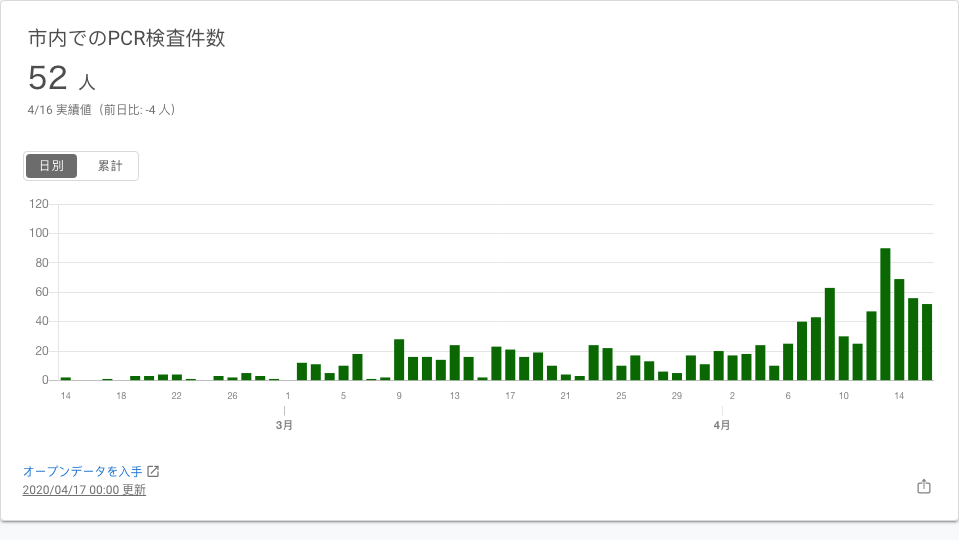 市内でのPCR検査件数
52 人
4/16 実績値（前日比: -4 人）
日別 累計
120
100
80
60
40
20
0
14 18 22 26 1 5 9 13 17 21 25 29 2 6 10 14
3月 4月
オープンデータを入手
2020/04/17 00:00 更新